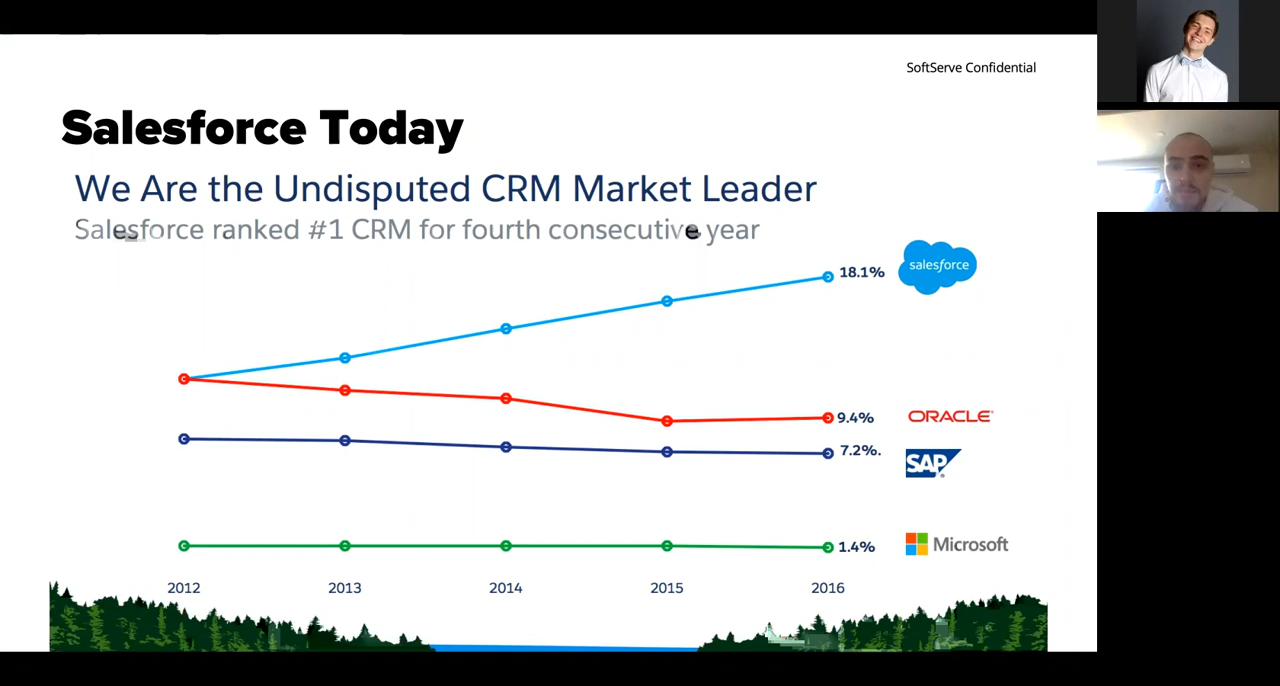 SoftServe Confidential
Salesforce Today
We Are the Undisputed CRM Market Leader
Salesforce ranked #1 CRM for fourth consecutive year
18.1%
salesforce
9.4%
ORACLE
7.2%.
SAP
1.4%
Microsoft
2012 2013 2014 2015 2016